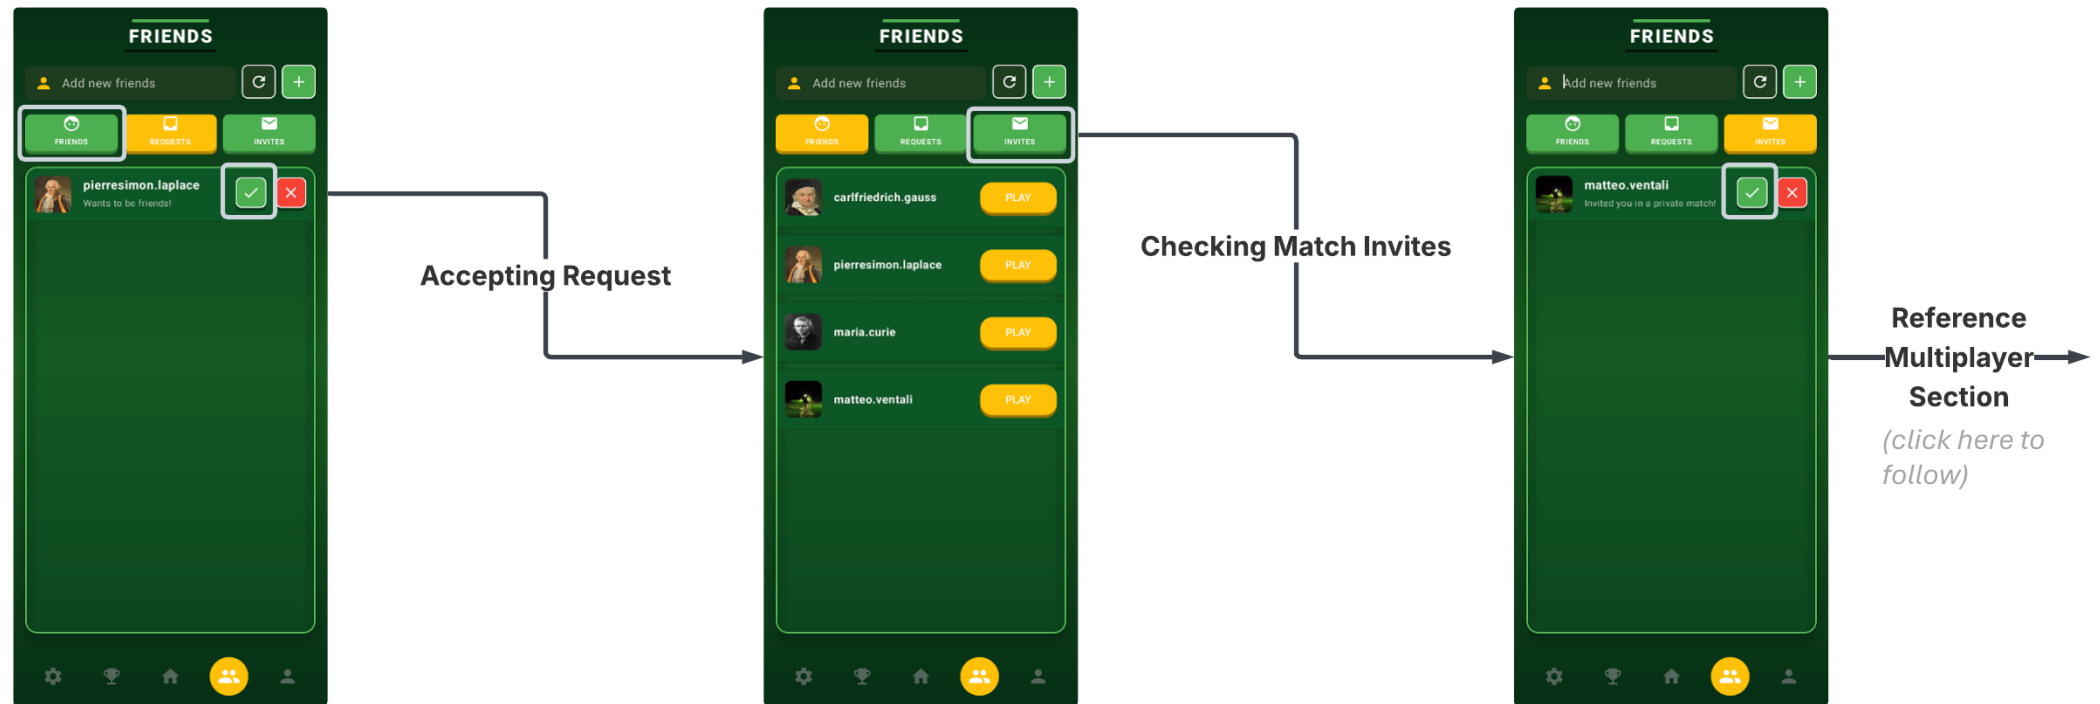 FRIENDS
Add new friends
FRIENDS
REQUESTS
INVITES
pierresimon.laplace
Wants to be friends!
Accepting Request
FRIENDS
Add new friends
FRIENDS
REQUESTS
INVITES
carlfriedrich.gauss
PLAY
pierresimon.laplace
PLAY
maria.curie
PLAY
matteo.ventali
PLAY
Checking Match Invites
FRIENDS
Add new friends
FRIENDS
REQUESTS
INVITES
matteo.ventali
Invited you in a private match!
Reference
Multiplayer
Section
(click here to
follow)